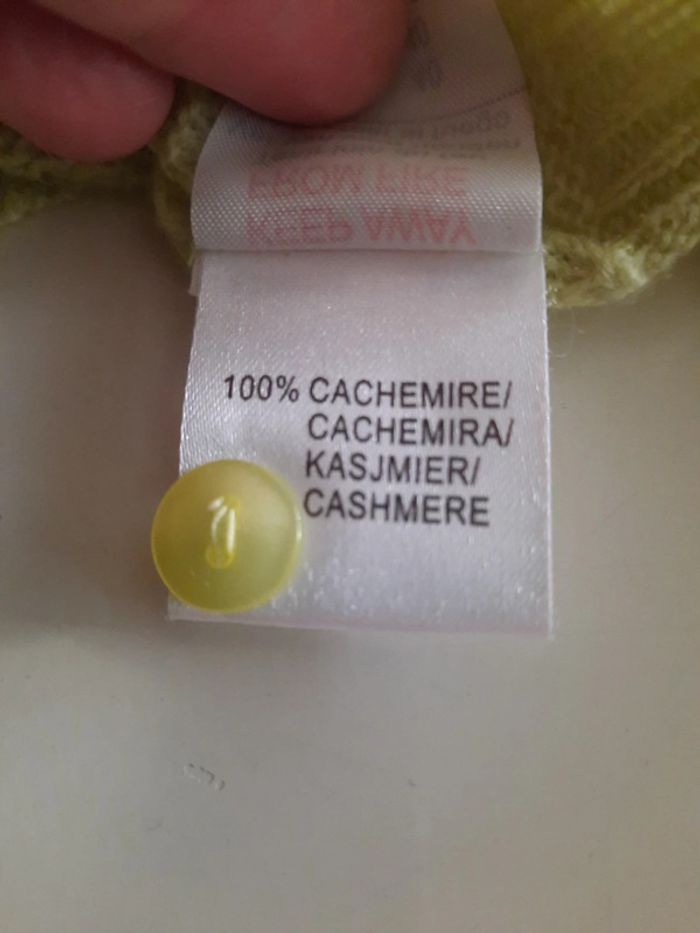 KEEP AWAY
FROM FIRE
100% CACHEMIRE/
CACHEMIRA/
KASJMIER/
CASHMERE